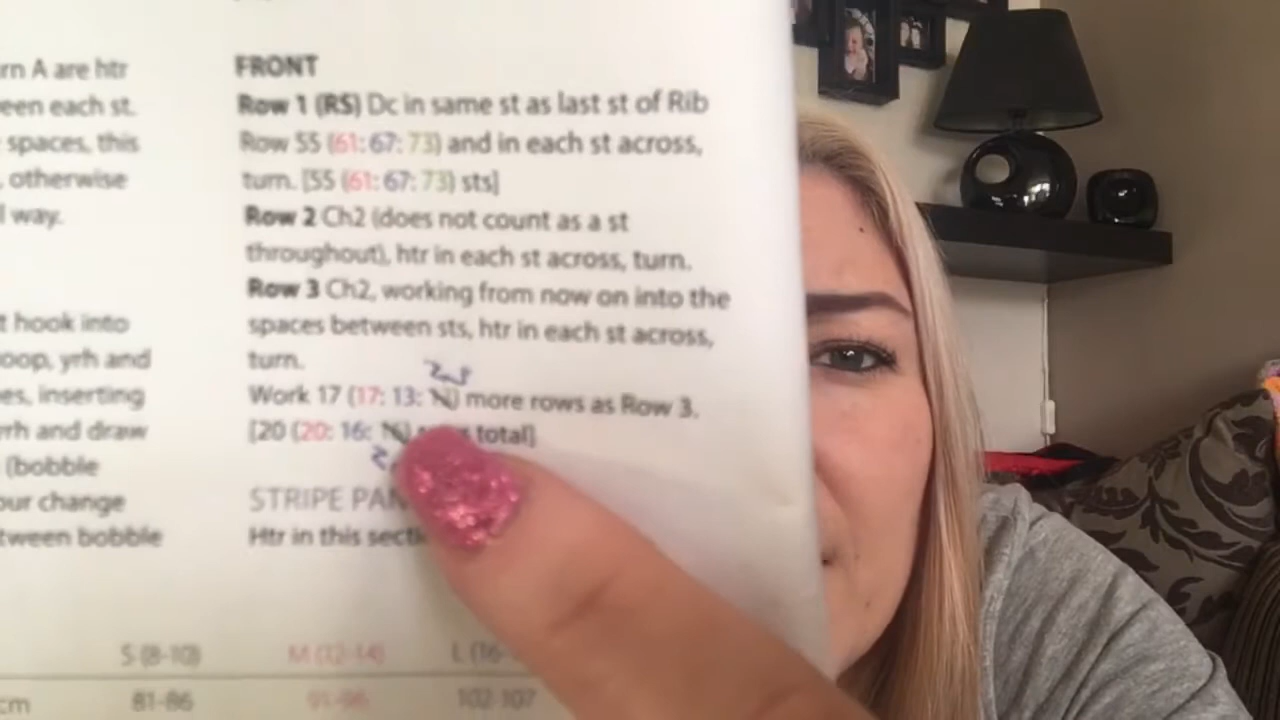 rn A are htr
een each st.
spaces, this
, otherwise
l way.
t hook into
oop, yrh and
es, inserting
rh and draw
(bobble
our change
tween bobble
FRONT
Row 1 (RS) Dc in same st as last st of Rib
Row 55 (61: 67: 73) and in each st across,
turn. [55 (61: 67: 73) sts]
Row 2 Ch2 (does not count as a st
throughout), htr in each st across, turn.
Row 3 Ch2, working from now on into the
spaces between sts, htr in each st across,
turn.
Work 17 (17: 13: more rows as Row 3.
[20 (20: 16: total]
STRIPE PAN
Htr in this secti
S (8-10) M (12-14) L (16-
cm 81-86 91-96 102-107